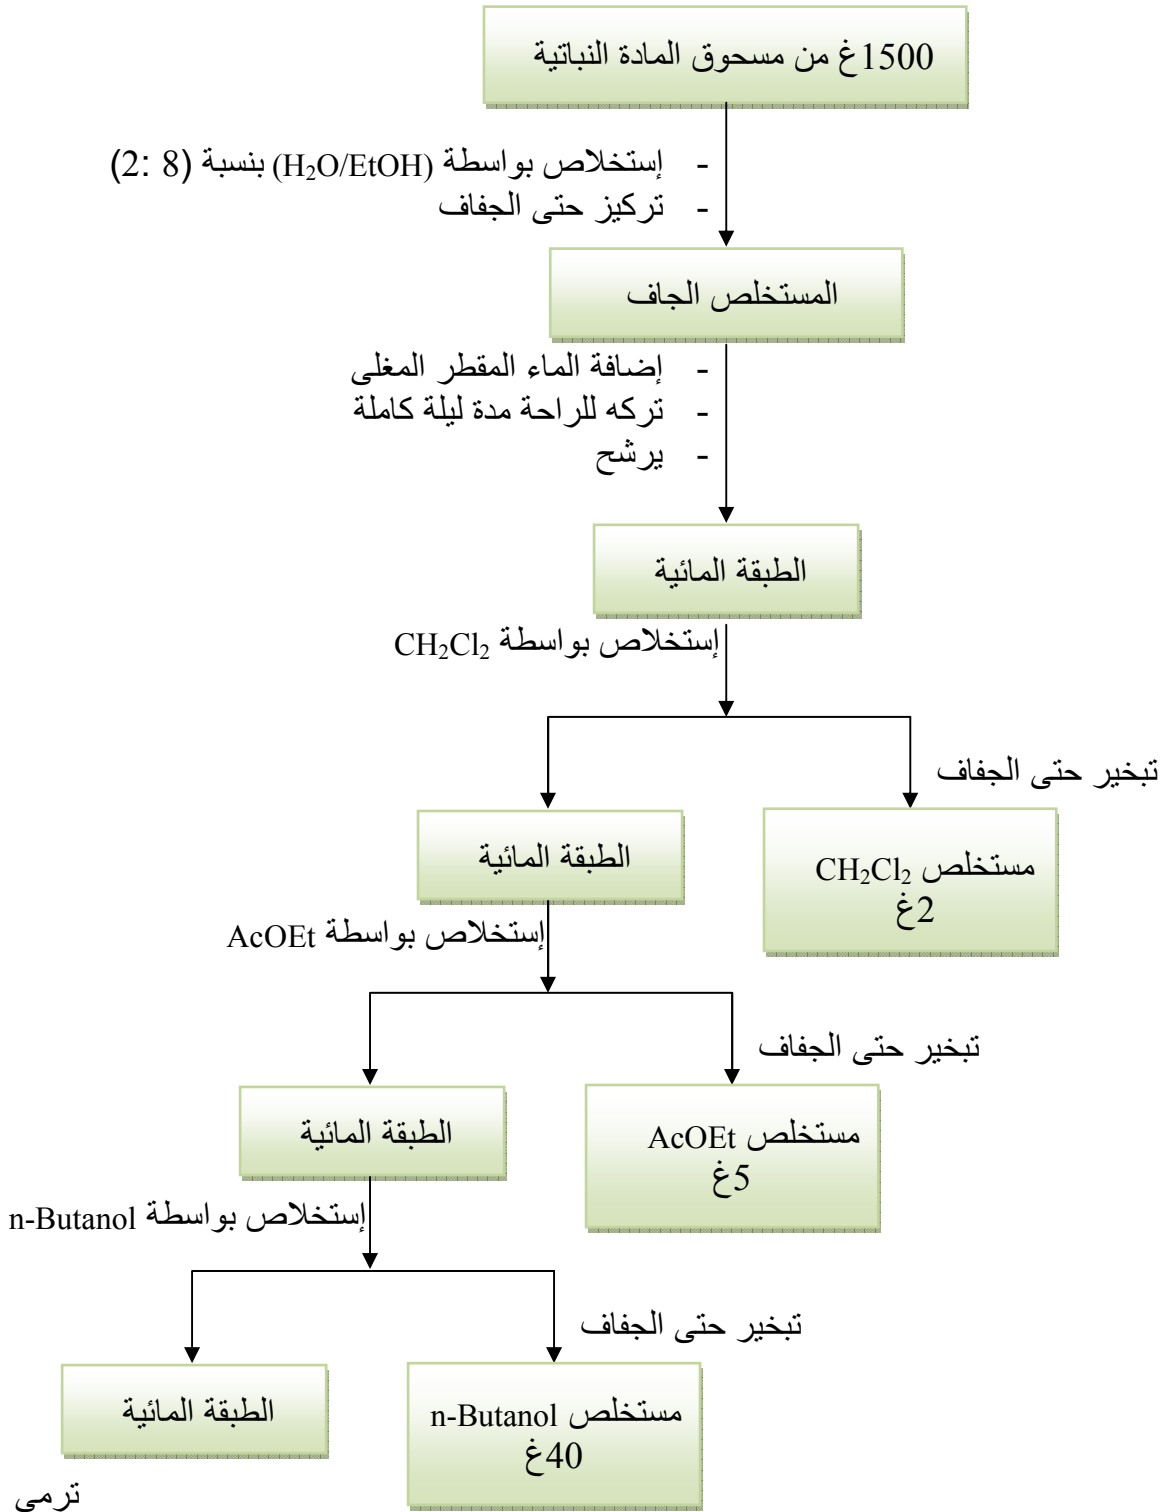 1500غ من مسحوق المادة النباتية
- إستخلاص بواسطة (H₂O/EtOH) بنسبة (8 :2)
- تركيز حتى الجفاف
المستخلص الجاف
- إضافة الماء المقطر المغلى
- تركه للراحة مدة ليلة كاملة
- يرشح
الطبقة المائية
إستخلاص بواسطة CH₂Cl₂
تبخير حتى الجفاف
مستخلص CH₂Cl₂
2غ
الطبقة المائية
إستخلاص بواسطة AcOEt
تبخير حتى الجفاف
مستخلص AcOEt
5غ
الطبقة المائية
إستخلاص بواسطة n-Butanol
تبخير حتى الجفاف
مستخلص n-Butanol
40غ
الطبقة المائية
ترمى